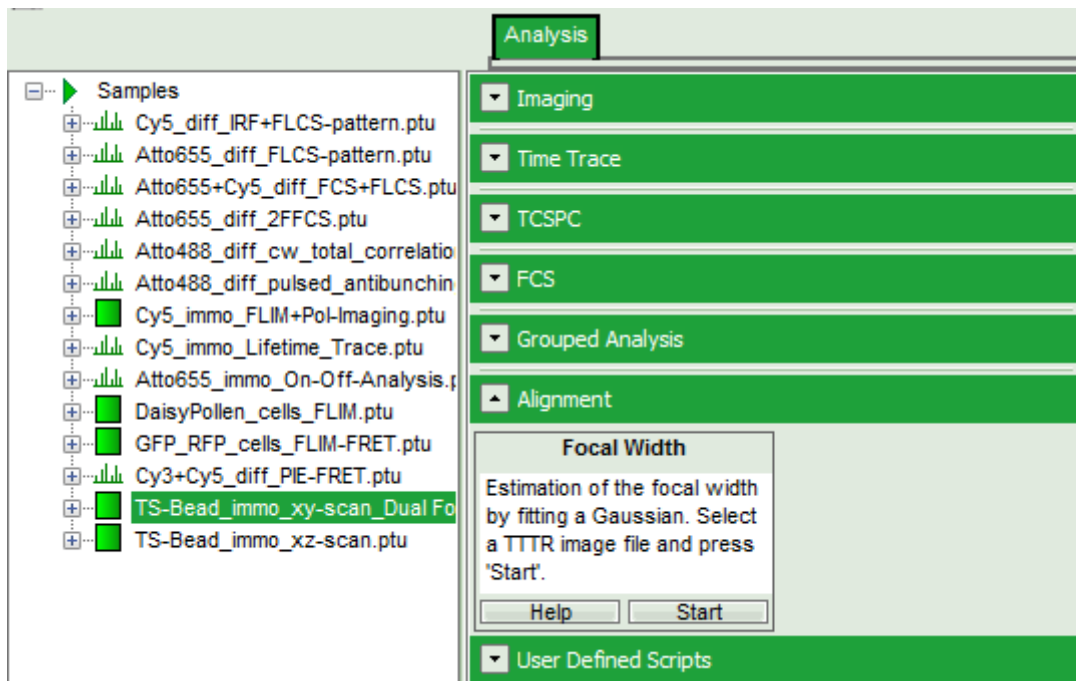 Analysis
Samples
Cy5_diff_IRF+FLCS-pattern.ptu
Atto655_diff_FLCS-pattern.ptu
Atto655+Cy5_diff_FCS+FLCS.ptu
Atto655_diff_2FFCS.ptu
Atto488_diff_cw_total_correlatio
Atto488_diff_pulsed_antibunchin
Cy5_immo_FLIM+Pol-Imaging.ptu
Cy5_immo_Lifetime_Trace.ptu
Atto655_immo_On-Off-Analysis.p
DaisyPollen_cells_FLIM.ptu
GFP_RFP_cells_FLIM-FRET.ptu
Cy3+Cy5_diff_PIE-FRET.ptu
TS-Bead_immo_xy-scan_Dual Fo
TS-Bead_immo_xz-scan.ptu
Imaging
Time Trace
TCSPC
FCS
Grouped Analysis
Alignment
Focal Width
Estimation of the focal width
by fitting a Gaussian. Select
a TTTR image file and press
'Start'.
Help
Start
User Defined Scripts